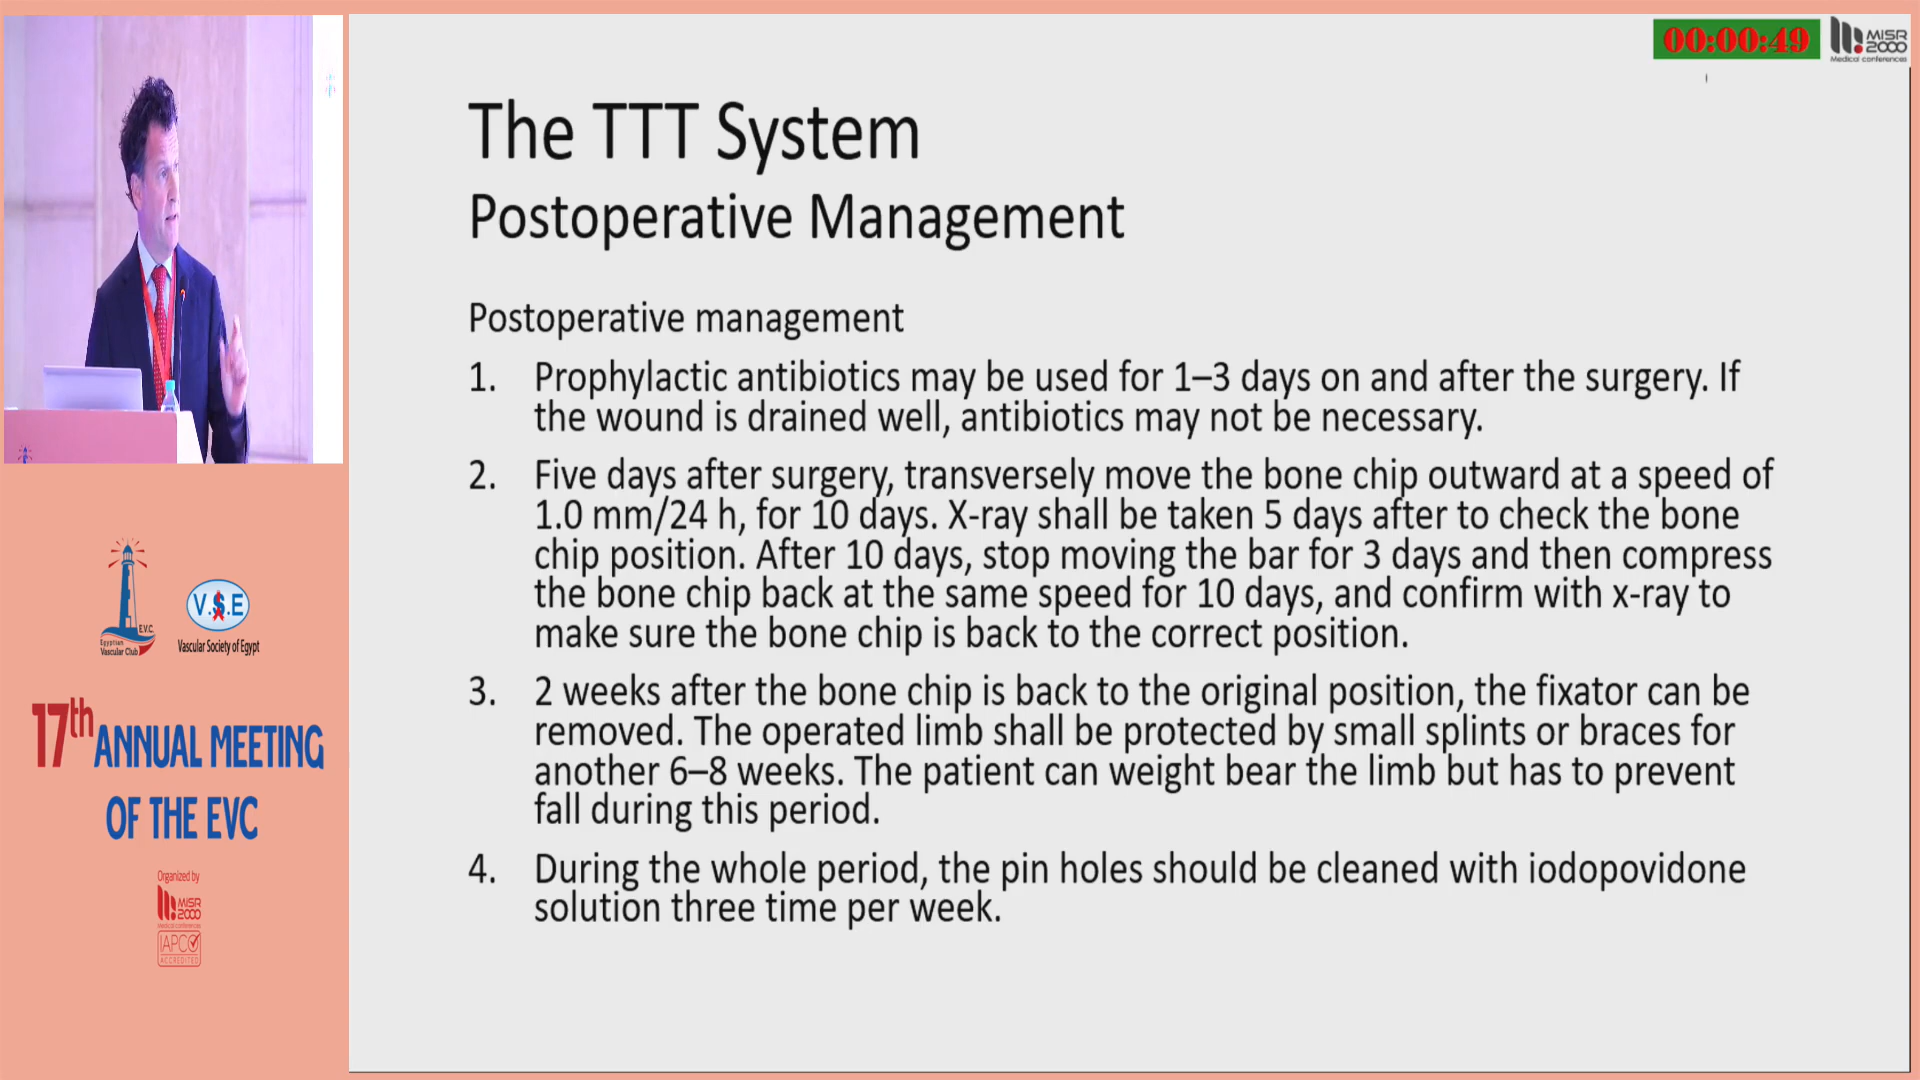 00:00:49
MISR
2000
Medical conferences
The TTT System
Postoperative Management
Postoperative management
1. Prophylactic antibiotics may be used for 1–3 days on and after the surgery. If
the wound is drained well, antibiotics may not be necessary.
2. Five days after surgery, transversely move the bone chip outward at a speed of
1.0 mm/24 h, for 10 days. X-ray shall be taken 5 days after to check the bone
chip position. After 10 days, stop moving the bar for 3 days and then compress
the bone chip back at the same speed for 10 days, and confirm with x-ray to
make sure the bone chip is back to the correct position.
3. 2 weeks after the bone chip is back to the original position, the fixator can be
removed. The operated limb shall be protected by small splints or braces for
another 6–8 weeks. The patient can weight bear the limb but has to prevent
fall during this period.
4. During the whole period, the pin holes should be cleaned with iodopovidone
solution three time per week.
E.V.C.
Egyptian
Vascular Club
V.S.E
Vascular Society of Egypt
17th ANNUAL MEETING
OF THE EVC
Organized by
MISR
2000
Medical conferences
IAPCO
ACCREDITED